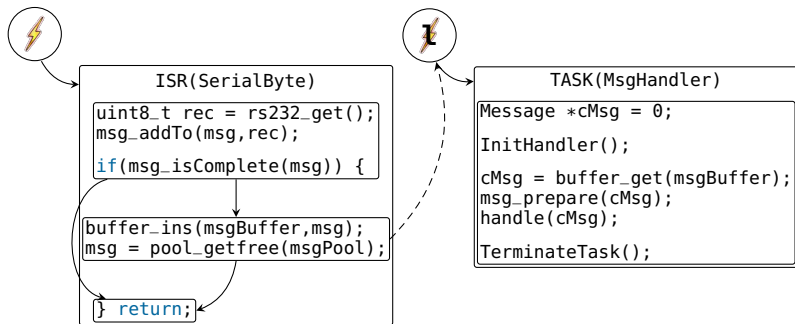 ISR(SerialByte)
uint8_t rec = rs232_get();
msg_addTo(msg,rec);
if(msg_isComplete(msg)) {
buffer_ins(msgBuffer,msg);
msg = pool_getfree(msgPool);
} return;
TASK(MsgHandler)
Message *cMsg = 0;
InitHandler();
cMsg = buffer_get(msgBuffer);
msg_prepare(cMsg);
handle(cMsg);
TerminateTask();